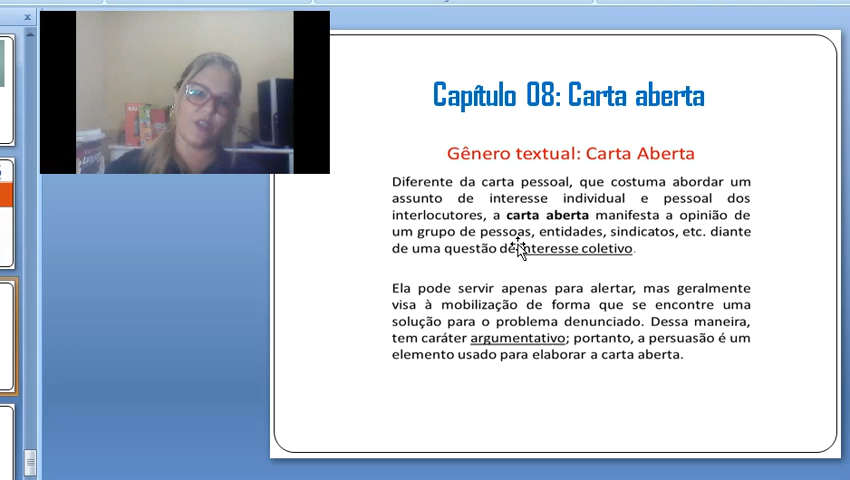 Capítulo 08: Carta aberta
Gênero textual: Carta Aberta
Diferente da carta pessoal, que costuma abordar um
assunto de interesse individual e pessoal dos
interlocutores, a carta aberta manifesta a opinião de
um grupo de pessoas, entidades, sindicatos, etc. diante
de uma questão de interesse coletivo.
Ela pode servir apenas para alertar, mas geralmente
visa à mobilização de forma que se encontre uma
solução para o problema denunciado. Dessa maneira,
tem caráter argumentativo; portanto, a persuasão é um
elemento usado para elaborar a carta aberta.